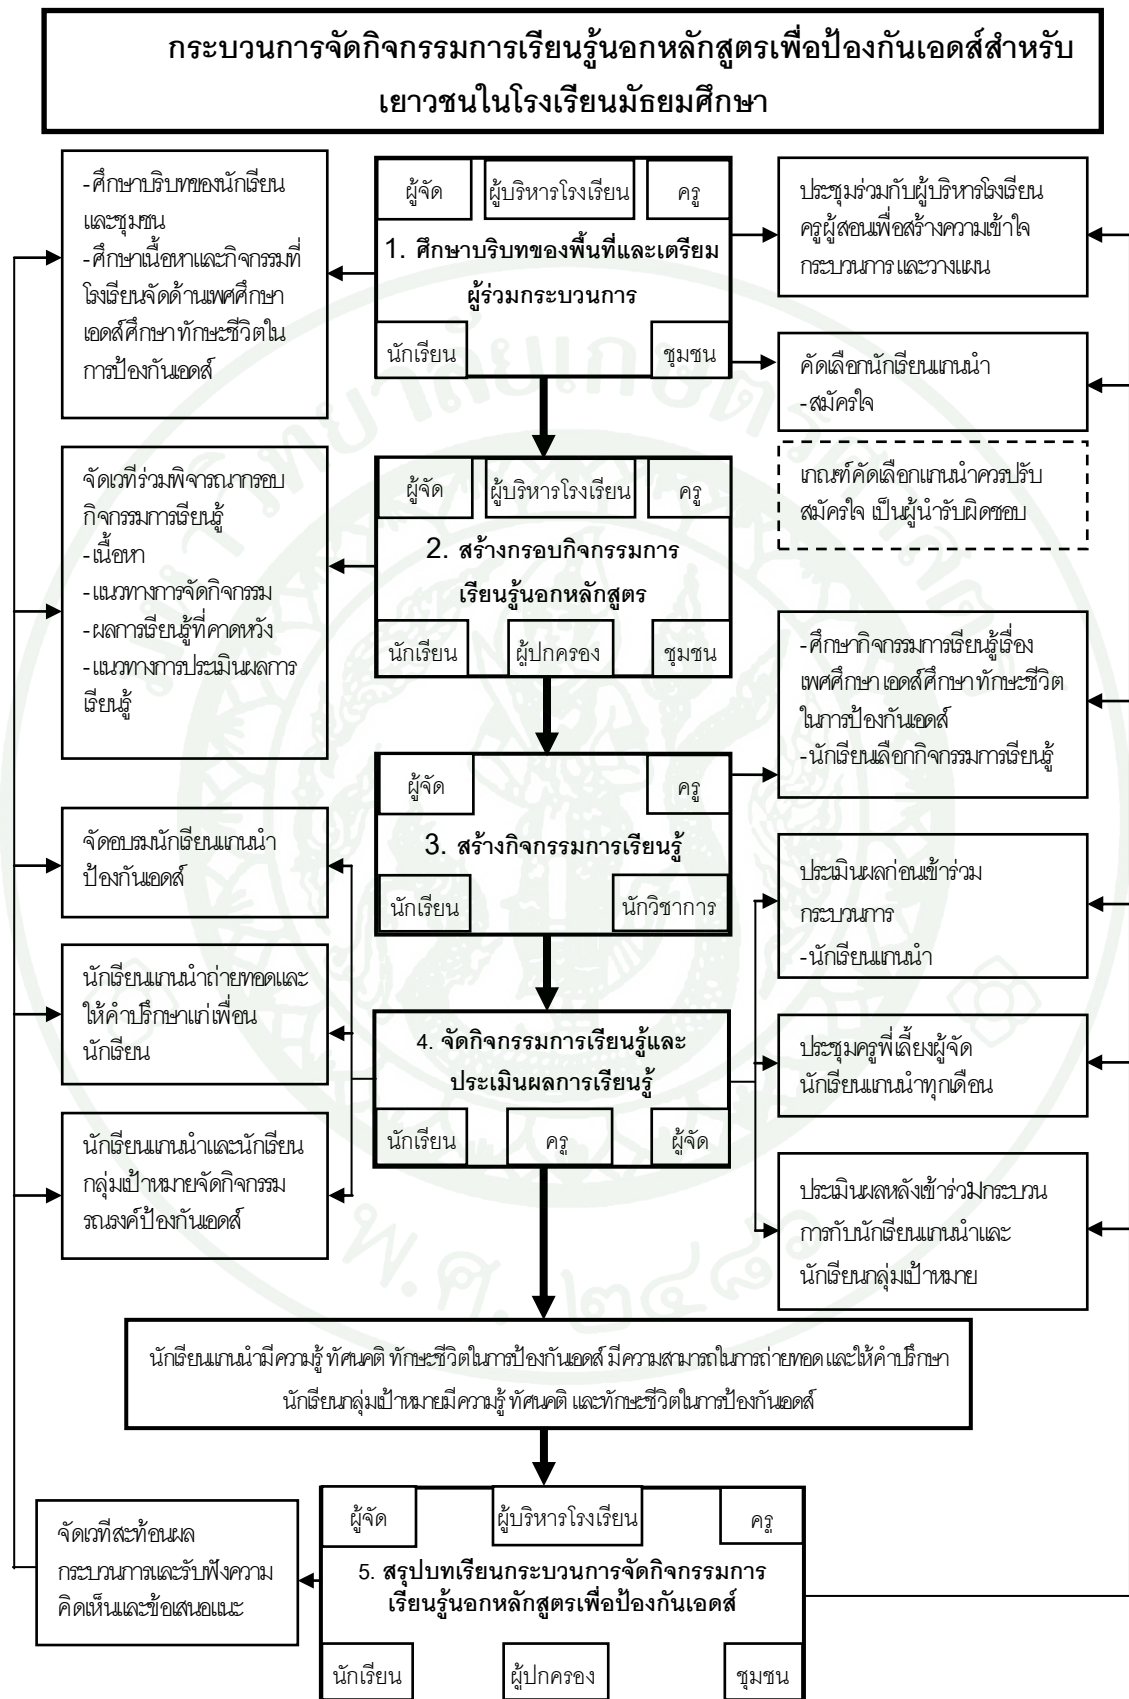 กระบวนการจัดกิจกรรมการเรียนรู้นอกหลักสูตรเพื่อป้องกันเอดส์สำหรับ
เยาวชนในโรงเรียนมัธยมศึกษา
-ศึกษาบริบทของนักเรียน
และชุมชน
-ศึกษาเนื้อหาและกิจกรรมที่
โรงเรียนจัดด้านเพศศึกษา
เอดส์ศึกษา ทักษะชีวิตใน
การป้องกันเอดส์
ผู้จัด
ผู้บริหารโรงเรียน
ครู
1. ศึกษาบริบทของพื้นที่และเตรียม
ผู้ร่วมกระบวนการ
นักเรียน
ชุมชน
ประชุมร่วมกับผู้บริหารโรงเรียน
ครูผู้สอนเพื่อสร้างความเข้าใจ
กระบวนการ และวางแผน
คัดเลือกนักเรียนแกนนำ
-สมัครใจ
เกณฑ์คัดเลือกแกนนำควรปรับ
สมัครใจ เป็นผู้นำรับผิดชอบ
จัดเวทีร่วมพิจารณากรอบ
กิจกรรมการเรียนรู้
-เนื้อหา
-แนวทางการจัดกิจกรรม
-ผลการเรียนรู้ที่คาดหวัง
-แนวทางการประเมินผลการ
เรียนรู้
ผู้จัด
ผู้บริหารโรงเรียน
ครู
2. สร้างกรอบกิจกรรมการ
เรียนรู้นอกหลักสูตร
นักเรียน
ผู้ปกครอง
ชุมชน
-ศึกษากิจกรรมการเรียนรู้เรื่อง
เพศศึกษา เอดส์ศึกษา ทักษะชีวิต
ในการป้องกันเอดส์
-นักเรียนเลือกกิจกรรมการเรียนรู้
ผู้จัด
ครู
3. สร้างกิจกรรมการเรียนรู้
นักเรียน
นักวิชาการ
จัดอบรมนักเรียนแกนนำ
ป้องกันเอดส์
นักเรียนแกนนำถ่ายทอดและ
ให้คำปรึกษาแก่เพื่อน
นักเรียน
นักเรียนแกนนำและนักเรียน
กลุ่มเป้าหมายจัดกิจกรรม
รณรงค์ป้องกันเอดส์
4. จัดกิจกรรมการเรียนรู้และ
ประเมินผลการเรียนรู้
นักเรียน
ครู
ผู้จัด
ประเมินผลก่อนเข้าร่วม
กระบวนการ
-นักเรียนแกนนำ
ประชุมครูพี่เลี้ยงผู้จัด
นักเรียนแกนนำทุกเดือน
ประเมินผลหลังเข้าร่วมกระบวน
การกับนักเรียนแกนนำและ
นักเรียนกลุ่มเป้าหมาย
นักเรียนแกนนำมีความรู้ ทัศนคติ ทักษะชีวิตในการป้องกันเอดส์ มีความสามารถในการถ่ายทอด และให้คำปรึกษา
นักเรียนกลุ่มเป้าหมายมีความรู้ ทัศนคติ และทักษะชีวิตในการป้องกันเอดส์
จัดเวทีสะท้อนผล
กระบวนการและรับฟังความ
คิดเห็นและข้อเสนอแนะ
ผู้จัด
ผู้บริหารโรงเรียน
ครู
5. สรุปบทเรียนกระบวนการจัดกิจกรรมการ
เรียนรู้นอกหลักสูตรเพื่อป้องกันเอดส์
นักเรียน
ผู้ปกครอง
ชุมชน
พ.ศ. ๒๔๘๖